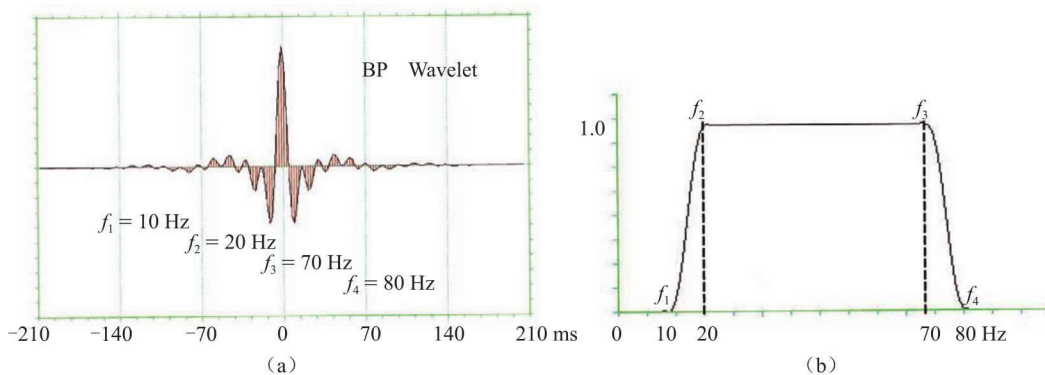 BP Wavelet
f₁ = 10 Hz
f₂ = 20 Hz
f₃ = 70 Hz
f₄ = 80 Hz
−210 −140 −70 0 70 140 210 ms
(a)
f₂ f₃
1.0
f₁ f₄
0 10 20 70 80 Hz
(b)